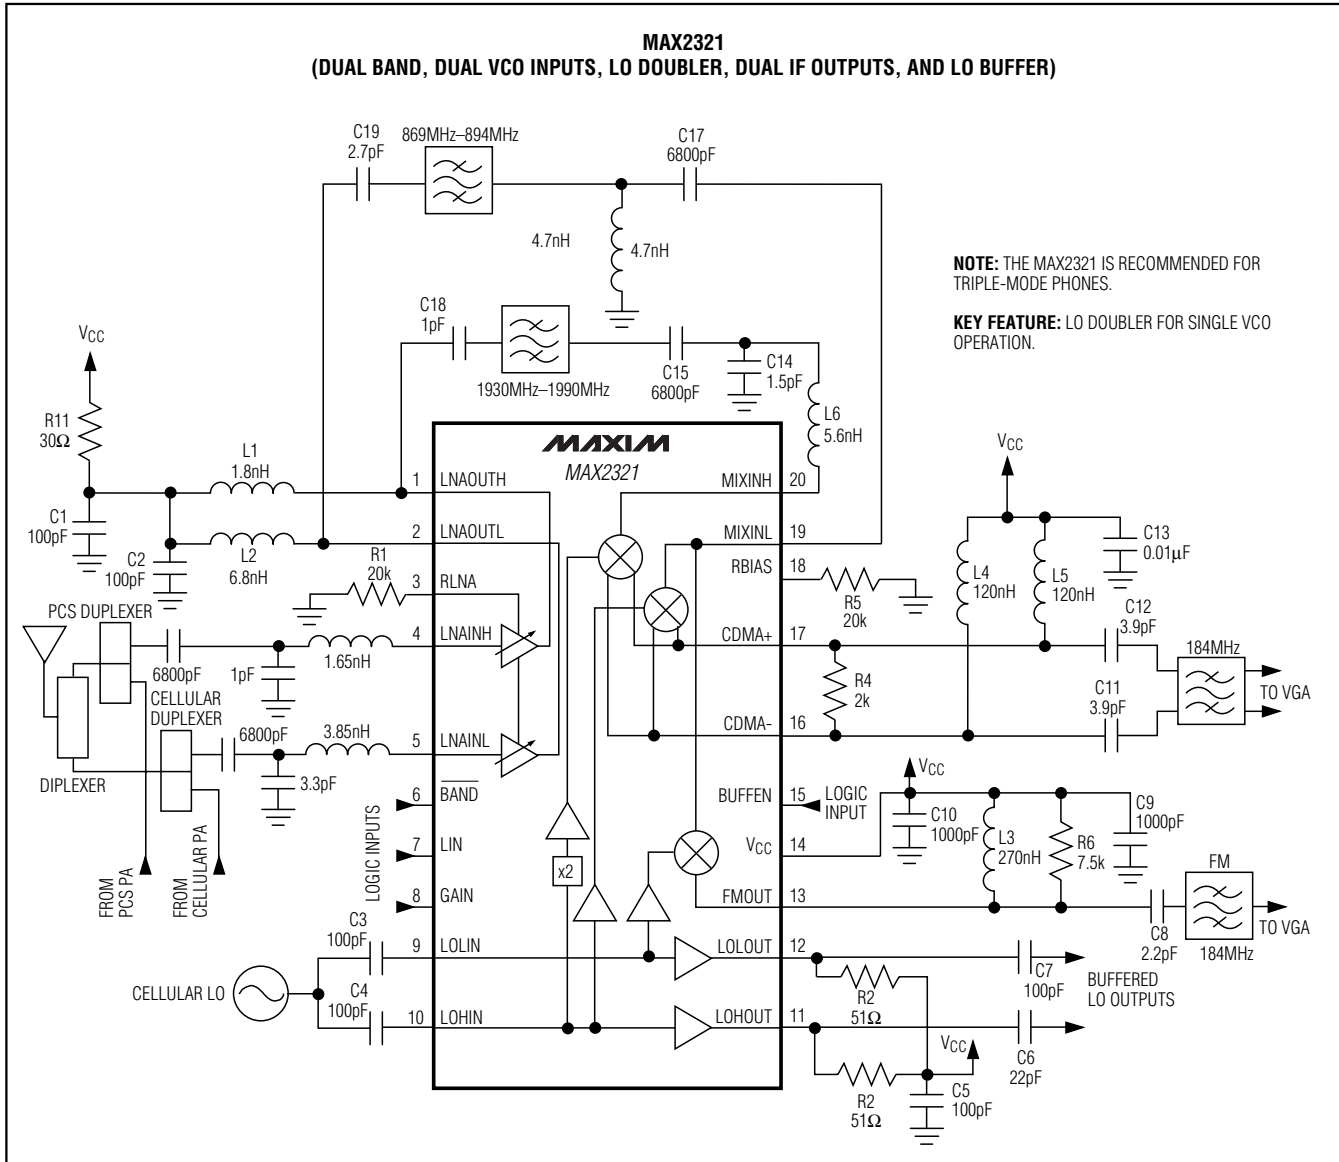 MAX2321
(DUAL BAND, DUAL VCO INPUTS, LO DOUBLER, DUAL IF OUTPUTS, AND LO BUFFER)
C19
2.7pF
869MHz–894MHz
C17
6800pF
4.7nH
4.7nH
NOTE: THE MAX2321 IS RECOMMENDED FOR
TRIPLE-MODE PHONES.
KEY FEATURE: LO DOUBLER FOR SINGLE VCO
OPERATION.
C18
1pF
1930MHz–1990MHz
C15
6800pF
C14
1.5pF
L6
5.6nH
VCC
R11
30Ω
L1
1.8nH
C1
100pF
C2
100pF
L2
6.8nH
R1
20k
MAXIM
MAX2321
1
LNAOUTH
2
LNAOUTL
3
RLNA
4
LNAINH
5
LNAINL
6
BAND
7
LIN
8
GAIN
9
LOLIN
10
LOHIN
MIXINH
20
MIXINL
19
RBIAS
18
CDMA+
17
CDMA-
16
BUFFEN
15
VCC
14
FMOUT
13
LOLOUT
12
LOHOUT
11
x2
PCS DUPLEXER
6800pF
1pF
1.65nH
CELLULAR
DUPLEXER
6800pF
3.85nH
3.3pF
DIPLEXER
FROM
PCS PA
FROM
CELLULAR PA
LOGIC INPUTS
C3
100pF
C4
100pF
CELLULAR LO
R5
20k
VCC
L4
120nH
L5
120nH
C13
0.01µF
C12
3.9pF
184MHz
R4
2k
C11
3.9pF
TO VGA
LOGIC
INPUT
VCC
C10
1000pF
L3
270nH
R6
7.5k
C9
1000pF
FM
C8
2.2pF
184MHz
TO VGA
R2
51Ω
C7
100pF
BUFFERED
LO OUTPUTS
VCC
C6
22pF
R2
51Ω
C5
100pF